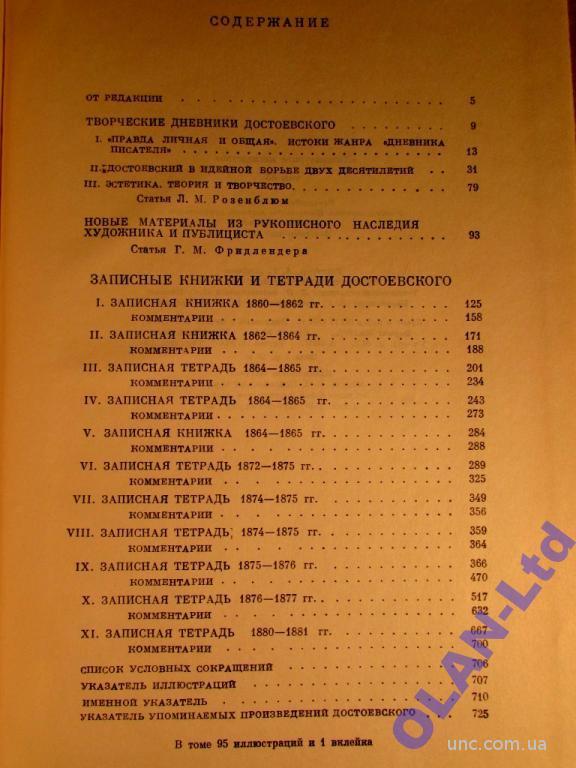 СОДЕРЖАНИЕ
ОТ РЕДАКЦИИ . . . . . . . . . . . . . . . . . . . . 5
ТВОРЧЕСКИЕ ДНЕВНИКИ ДОСТОЕВСКОГО . . . . . . . . 9
I. «ПРАВДА ЛИЧНАЯ И ОБЩАЯ». ИСТОКИ ЖАНРА «ДНЕВНИКА
ПИСАТЕЛЯ» . . . . . . . . . . . . . . . . . . . . 13
II. ДОСТОЕВСКИЙ В ИДЕЙНОЙ БОРЬБЕ ДВУХ ДЕСЯТИЛЕТИЙ . . 31
III. ЭСТЕТИКА. ТЕОРИЯ И ТВОРЧЕСТВО. . . . . . . . . . . 79
Статья Л. М. Розенблюм
НОВЫЕ МАТЕРИАЛЫ ИЗ РУКОПИСНОГО НАСЛЕДИЯ
ХУДОЖНИКА И ПУБЛИЦИСТА . . . . . . . . . . . . . 93
Статья Г. М. Фридлендера
ЗАПИСНЫЕ КНИЖКИ И ТЕТРАДИ ДОСТОЕВСКОГО
I. ЗАПИСНАЯ КНИЖКА 1860—1862 гг. . . . . . . . . . 125
КОММЕНТАРИИ . . . . . . . . . . . . . . . . . 158
II. ЗАПИСНАЯ КНИЖКА 1862—1864 гг. . . . . . . . . . 171
КОММЕНТАРИИ . . . . . . . . . . . . . . . . . 188
III. ЗАПИСНАЯ ТЕТРАДЬ 1864—1865 гг. . . . . . . . . . 201
КОММЕНТАРИИ . . . . . . . . . . . . . . . . . 234
IV. ЗАПИСНАЯ ТЕТРАДЬ 1864—1865 гг. . . . . . . . . . 243
КОММЕНТАРИИ . . . . . . . . . . . . . . . . . 273
V. ЗАПИСНАЯ КНИЖКА 1864—1865 гг. . . . . . . . . . 284
КОММЕНТАРИИ . . . . . . . . . . . . . . . . . 288
VI. ЗАПИСНАЯ ТЕТРАДЬ 1872—1875 гг. . . . . . . . . . 289
КОММЕНТАРИИ . . . . . . . . . . . . . . . . . 325
VII. ЗАПИСНАЯ ТЕТРАДЬ 1874—1875 гг. . . . . . . . . . 349
КОММЕНТАРИИ . . . . . . . . . . . . . . . . . 356
VIII. ЗАПИСНАЯ ТЕТРАДЬ 1874—1875 гг. . . . . . . . . . 359
КОММЕНТАРИИ . . . . . . . . . . . . . . . . . 364
IX. ЗАПИСНАЯ ТЕТРАДЬ 1875—1876 гг. . . . . . . . . . 366
КОММЕНТАРИИ . . . . . . . . . . . . . . . . . 470
X. ЗАПИСНАЯ ТЕТРАДЬ 1876—1877 гг. . . . . . . . . . 517
КОММЕНТАРИИ . . . . . . . . . . . . . . . . . 632
XI. ЗАПИСНАЯ ТЕТРАДЬ 1880—1881 гг. . . . . . . . . 667
КОММЕНТАРИИ . . . . . . . . . . . . . . . . . 700
СПИСОК УСЛОВНЫХ СОКРАЩЕНИЙ . . . . . . . . . . . 706
УКАЗАТЕЛЬ ИЛЛЮСТРАЦИЙ . . . . . . . . . . . . . 707
ИМЕННОЙ УКАЗАТЕЛЬ . . . . . . . . . . . . . . . 710
УКАЗАТЕЛЬ УПОМИНАЕМЫХ ПРОИЗВЕДЕНИЙ ДОСТОЕВСКОГО . . . . 725
В томе 95 иллюстраций и 1 вклейка
OLAN-Ltd
unc.com.ua